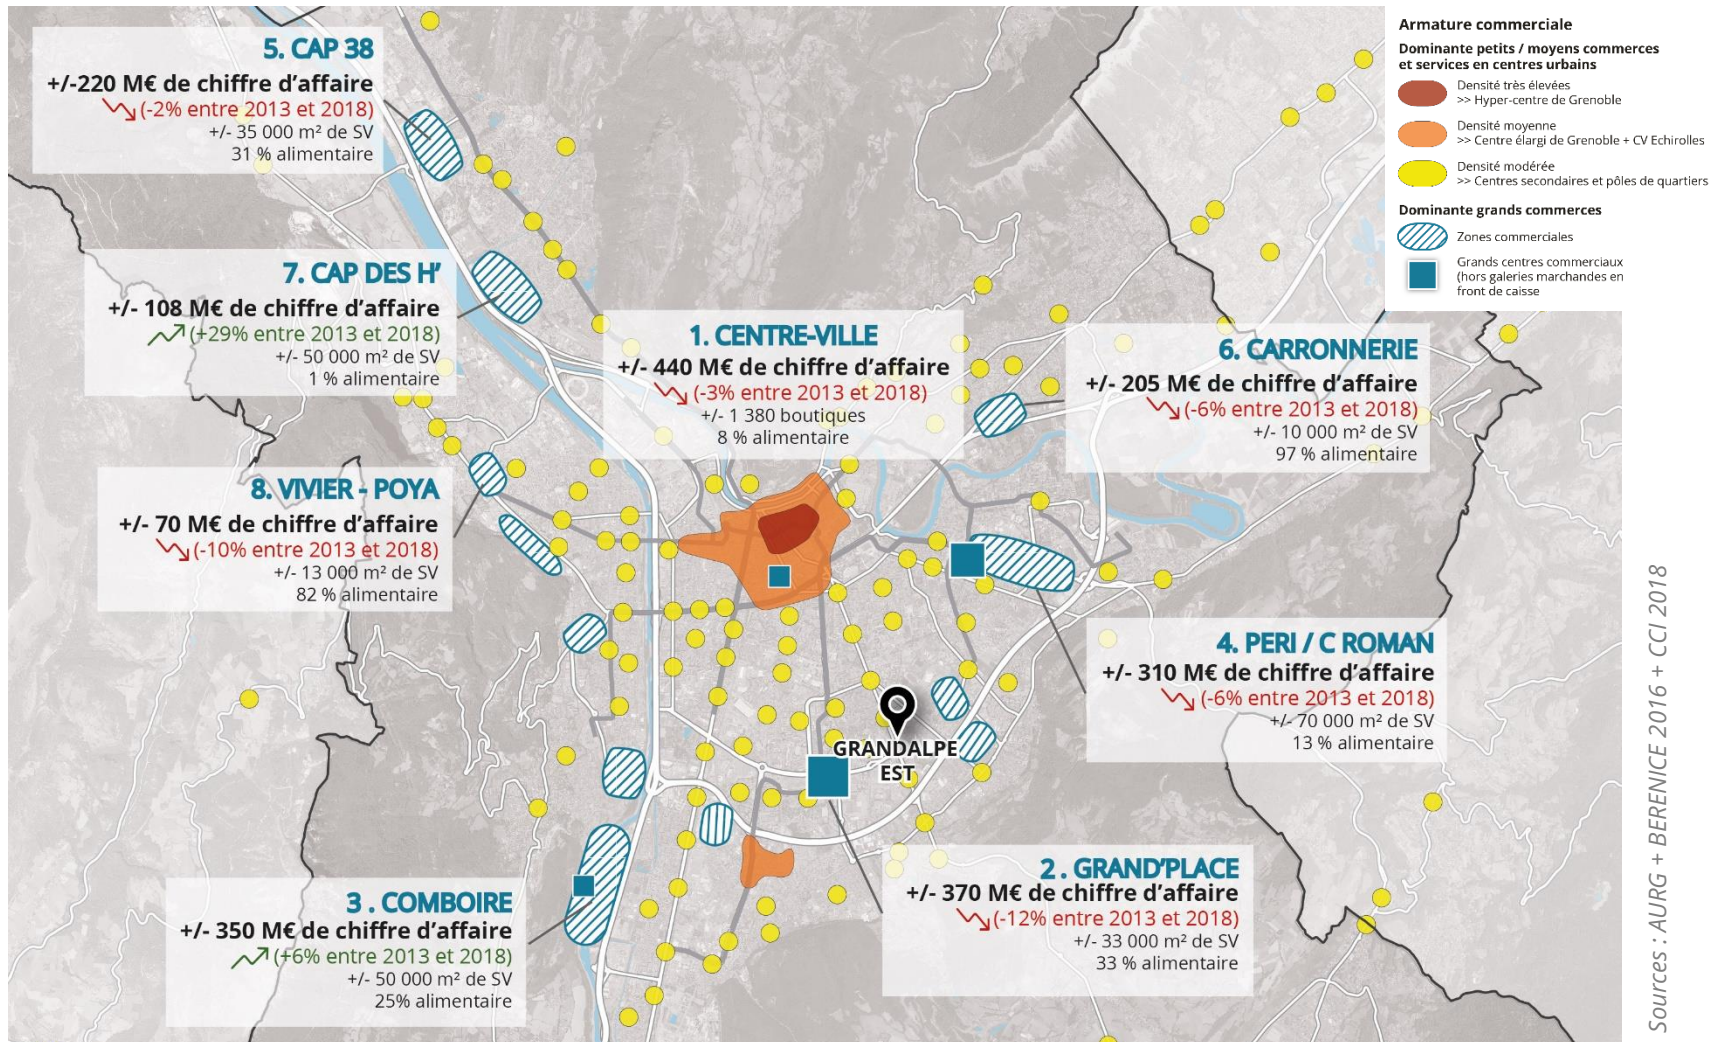 5. CAP 38
+/-220 M€ de chiffre d'affaire
(-2% entre 2013 et 2018)
+/- 35 000 m² de SV
31 % alimentaire
7. CAP DES H'
+/- 108 M€ de chiffre d'affaire
(+29% entre 2013 et 2018)
+/- 50 000 m² de SV
1 % alimentaire
1. CENTRE-VILLE
+/- 440 M€ de chiffre d'affaire
(-3% entre 2013 et 2018)
+/- 1 380 boutiques
8 % alimentaire
6. CARRONNERIE
+/- 205 M€ de chiffre d'affaire
(-6% entre 2013 et 2018)
+/- 10 000 m² de SV
97 % alimentaire
8. VIVIER - POYA
+/- 70 M€ de chiffre d'affaire
(-10% entre 2013 et 2018)
+/- 13 000 m² de SV
82 % alimentaire
4. PERI / C ROMAN
+/- 310 M€ de chiffre d'affaire
(-6% entre 2013 et 2018)
+/- 70 000 m² de SV
13 % alimentaire
GRANDALPE
EST
3 . COMBOIRE
+/- 350 M€ de chiffre d'affaire
(+6% entre 2013 et 2018)
+/- 50 000 m² de SV
25% alimentaire
2 . GRAND'PLACE
+/- 370 M€ de chiffre d'affaire
(-12% entre 2013 et 2018)
+/- 33 000 m² de SV
33 % alimentaire
Armature commerciale
Dominante petits / moyens commerces
et services en centres urbains
Densité très élevées
>> Hyper-centre de Grenoble
Densité moyenne
>> Centre élargi de Grenoble + CV Echirolles
Densité modérée
>> Centres secondaires et pôles de quartiers
Dominante grands commerces
Zones commerciales
Grands centres commerciaux
(hors galeries marchandes en
front de caisse
Sources : AURG + BERENICE 2016 + CCI 2018